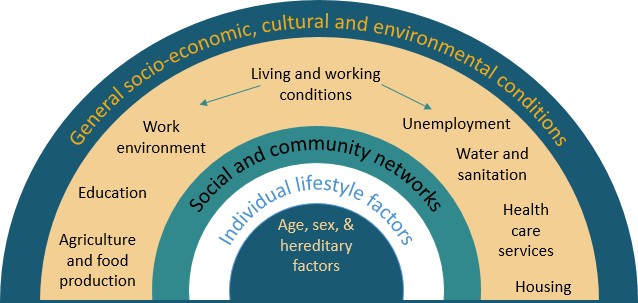 General socio-economic, cultural and environmental conditions
Living and working
conditions
Work
environment
Unemployment
Education
Water and
sanitation
Agriculture
and food
production
Health
care
services
Housing
Social and community networks
Individual lifestyle factors
Age, sex, &
hereditary
factors